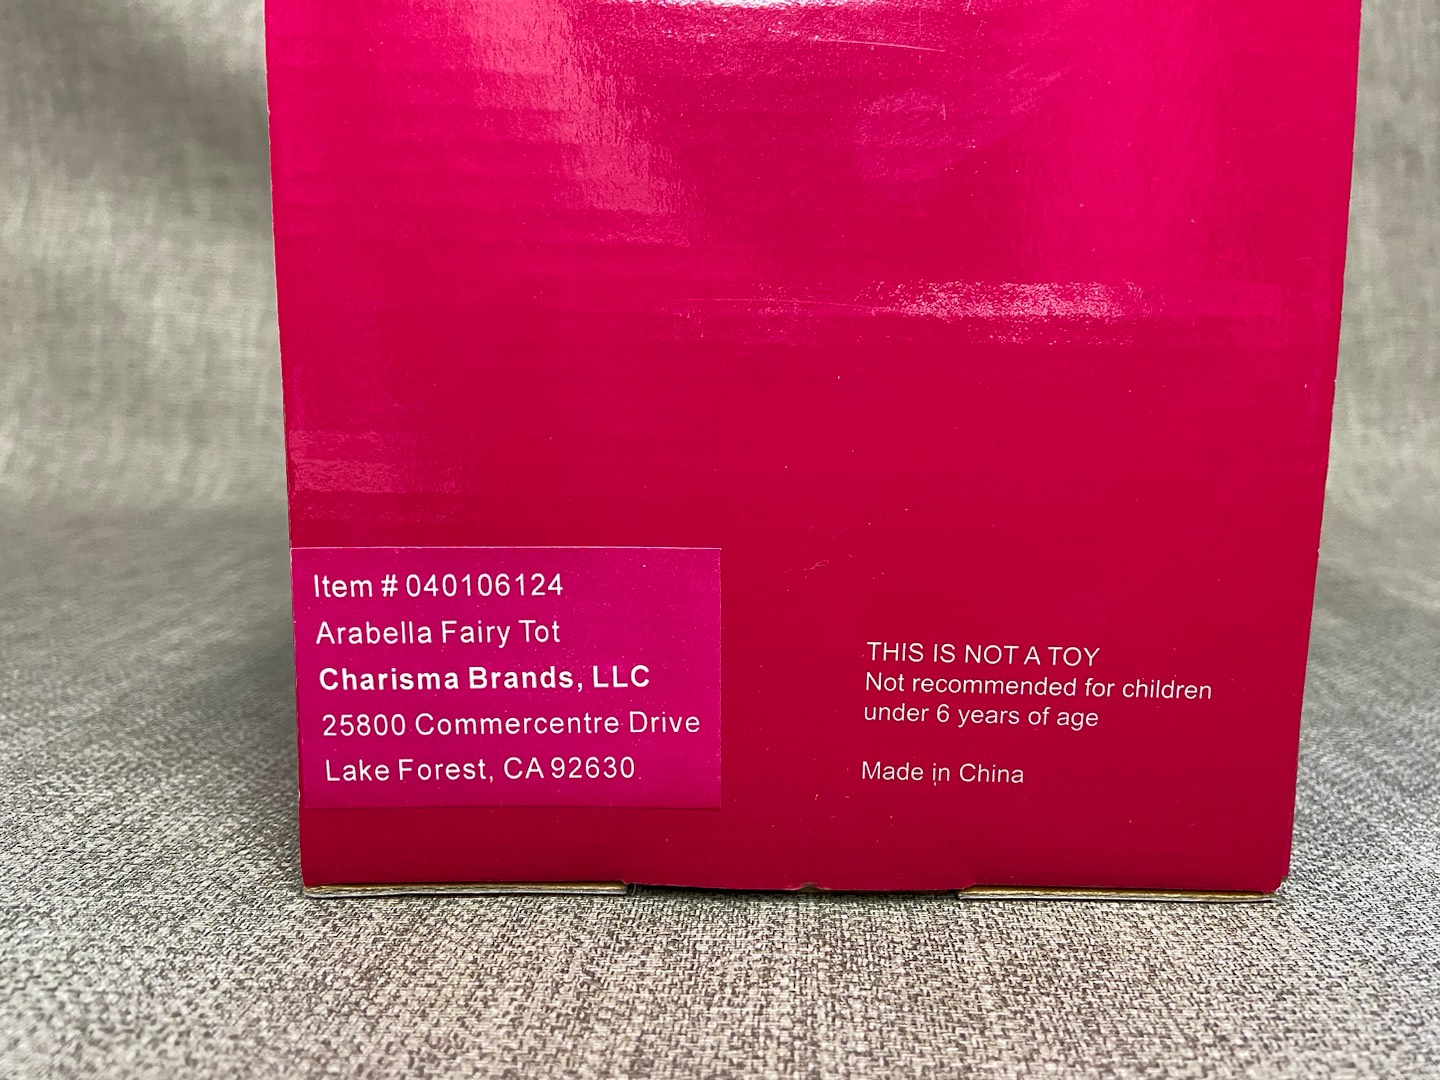 Item # 040106124
Arabella Fairy Tot
Charisma Brands, LLC
25800 Commercentre Drive
Lake Forest, CA 92630
THIS IS NOT A TOY
Not recommended for children
under 6 years of age
Made in China